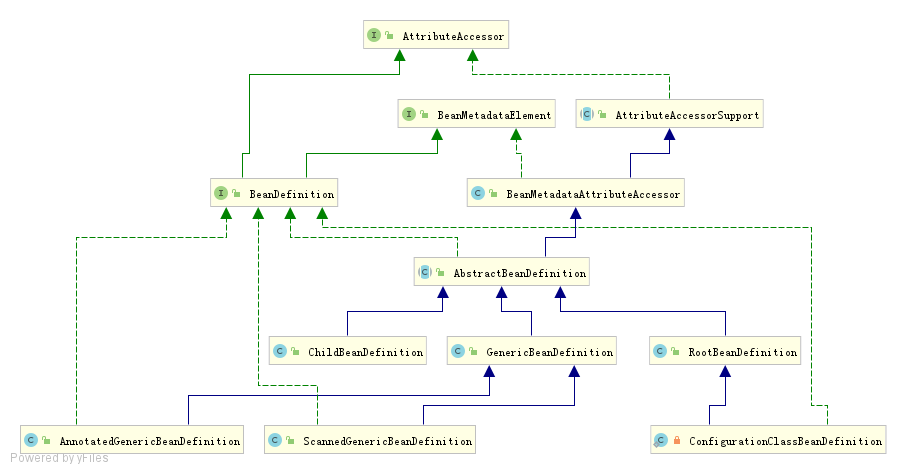 AttributeAccessor
BeanMetadataElement
AttributeAccessorSupport
BeanDefinition
BeanMetadataAttributeAccessor
AbstractBeanDefinition
ChildBeanDefinition
GenericBeanDefinition
RootBeanDefinition
AnnotatedGenericBeanDefinition
ScannedGenericBeanDefinition
ConfigurationClassBeanDefinition
Powered by yFiles